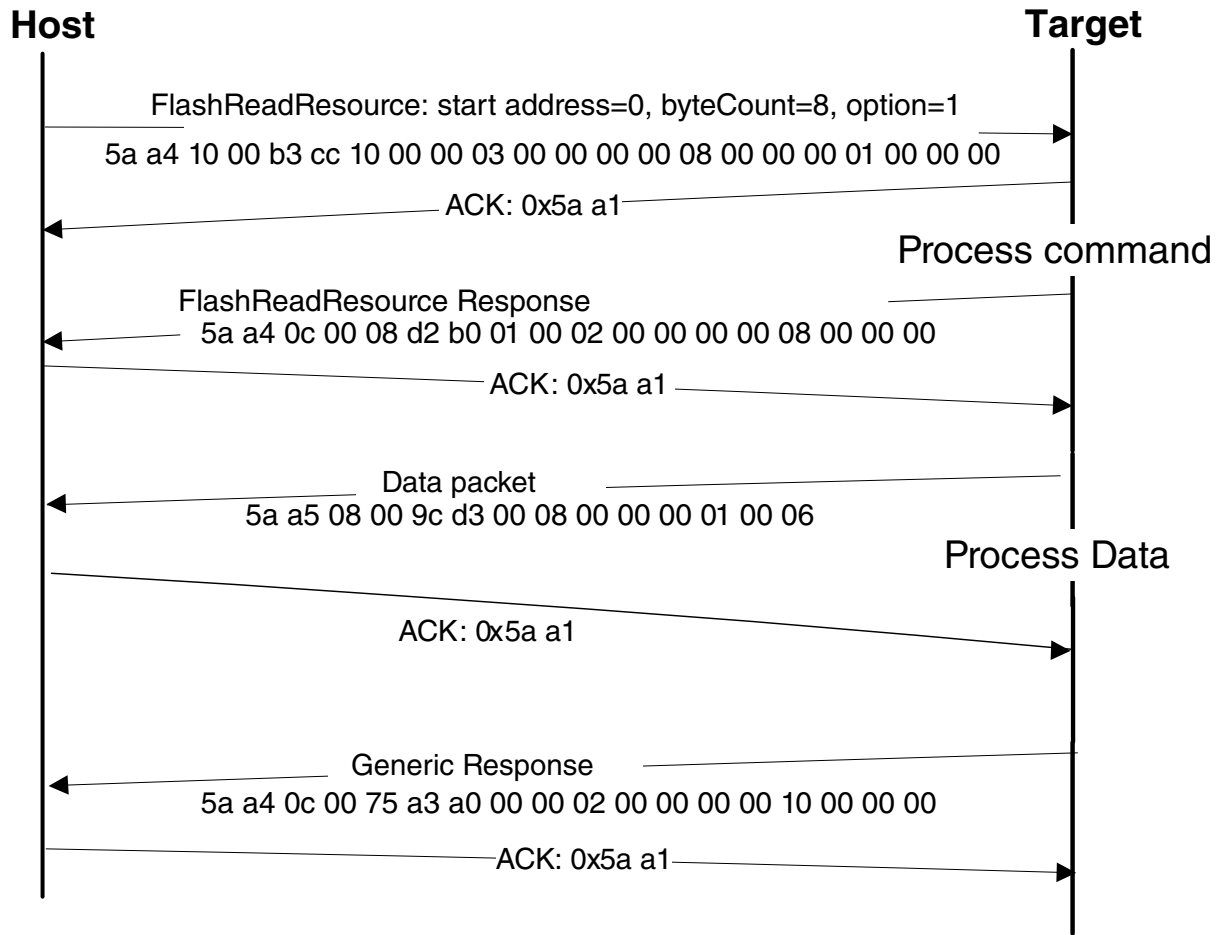 Host
Target
FlashReadResource: start address=0, byteCount=8, option=1
5a a4 10 00 b3 cc 10 00 00 03 00 00 00 00 08 00 00 00 01 00 00 00
ACK: 0x5a a1
Process command
FlashReadResource Response
5a a4 0c 00 08 d2 b0 01 00 02 00 00 00 00 08 00 00 00
ACK: 0x5a a1
Data packet
5a a5 08 00 9c d3 00 08 00 00 00 01 00 06
Process Data
ACK: 0x5a a1
Generic Response
5a a4 0c 00 75 a3 a0 00 00 02 00 00 00 00 10 00 00 00
ACK: 0x5a a1